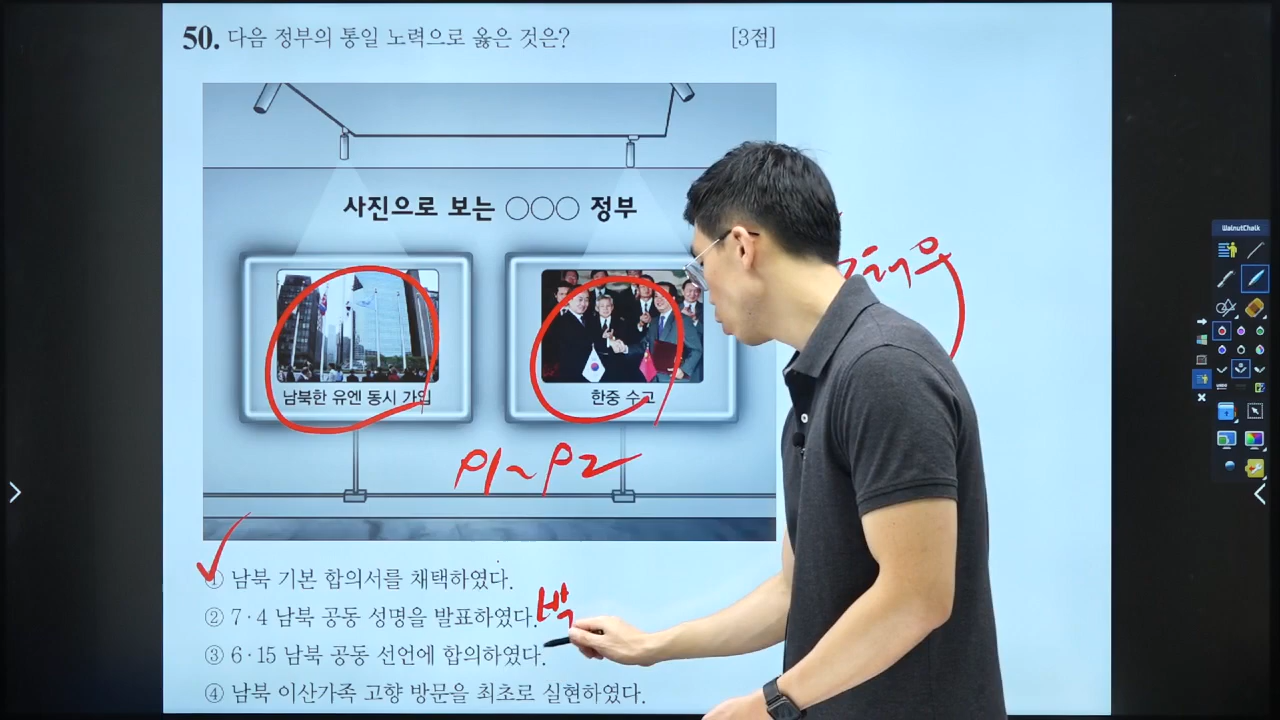 50. 다음 정부의 통일 노력으로 옳은 것은? [3점]
사진으로 보는 ○○○ 정부
남북한 유엔 동시 가입
한중 수교
91~92
① 남북 기본 합의서를 채택하였다.
② 7·4 남북 공동 성명을 발표하였다. 박
③ 6·15 남북 공동 선언에 합의하였다.
④ 남북 이산가족 고향 방문을 최초로 실현하였다.
WalnutChalk